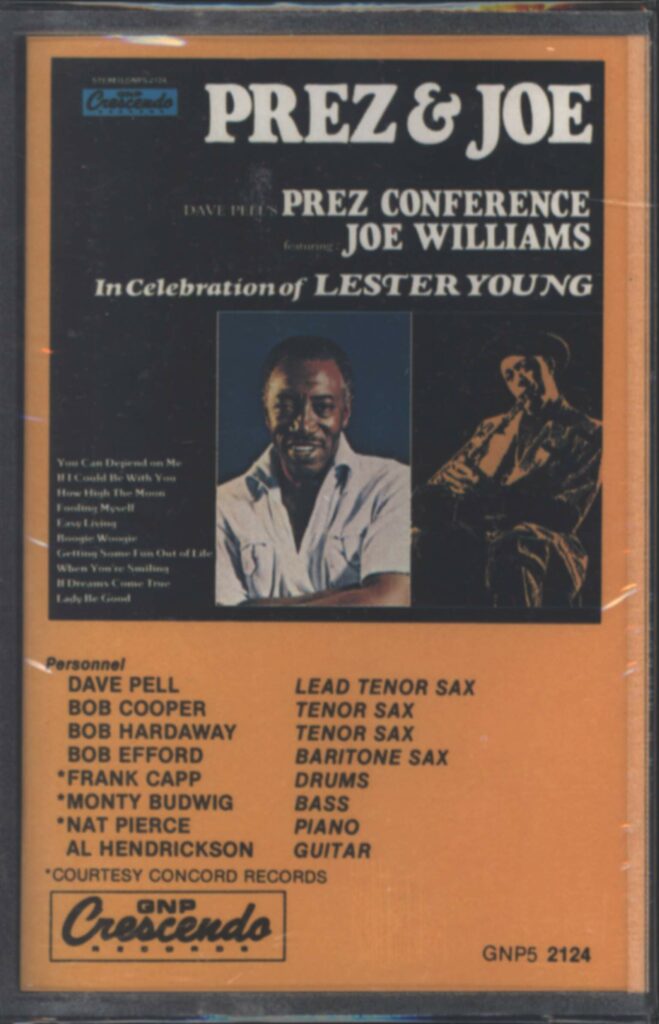 STEREO GNPS 2124
GNP
Crescendo
RECORDS
PREZ & JOE
DAVE PELL'S PREZ CONFERENCE
featuring: JOE WILLIAMS
In Celebration of LESTER YOUNG
You Can Depend on Me
If I Could Be With You
How High The Moon
Fooling Myself
Easy Living
Boogie Woogie
Getting Some Fun Out of Life
When You're Smiling
If Dreams Come True
Lady Be Good
Personnel
DAVE PELL LEAD TENOR SAX
BOB COOPER TENOR SAX
BOB HARDAWAY TENOR SAX
BOB EFFORD BARITONE SAX
*FRANK CAPP DRUMS
*MONTY BUDWIG BASS
*NAT PIERCE PIANO
AL HENDRICKSON GUITAR
*COURTESY CONCORD RECORDS
GNP
Crescendo
RECORDS
GNP5 2124